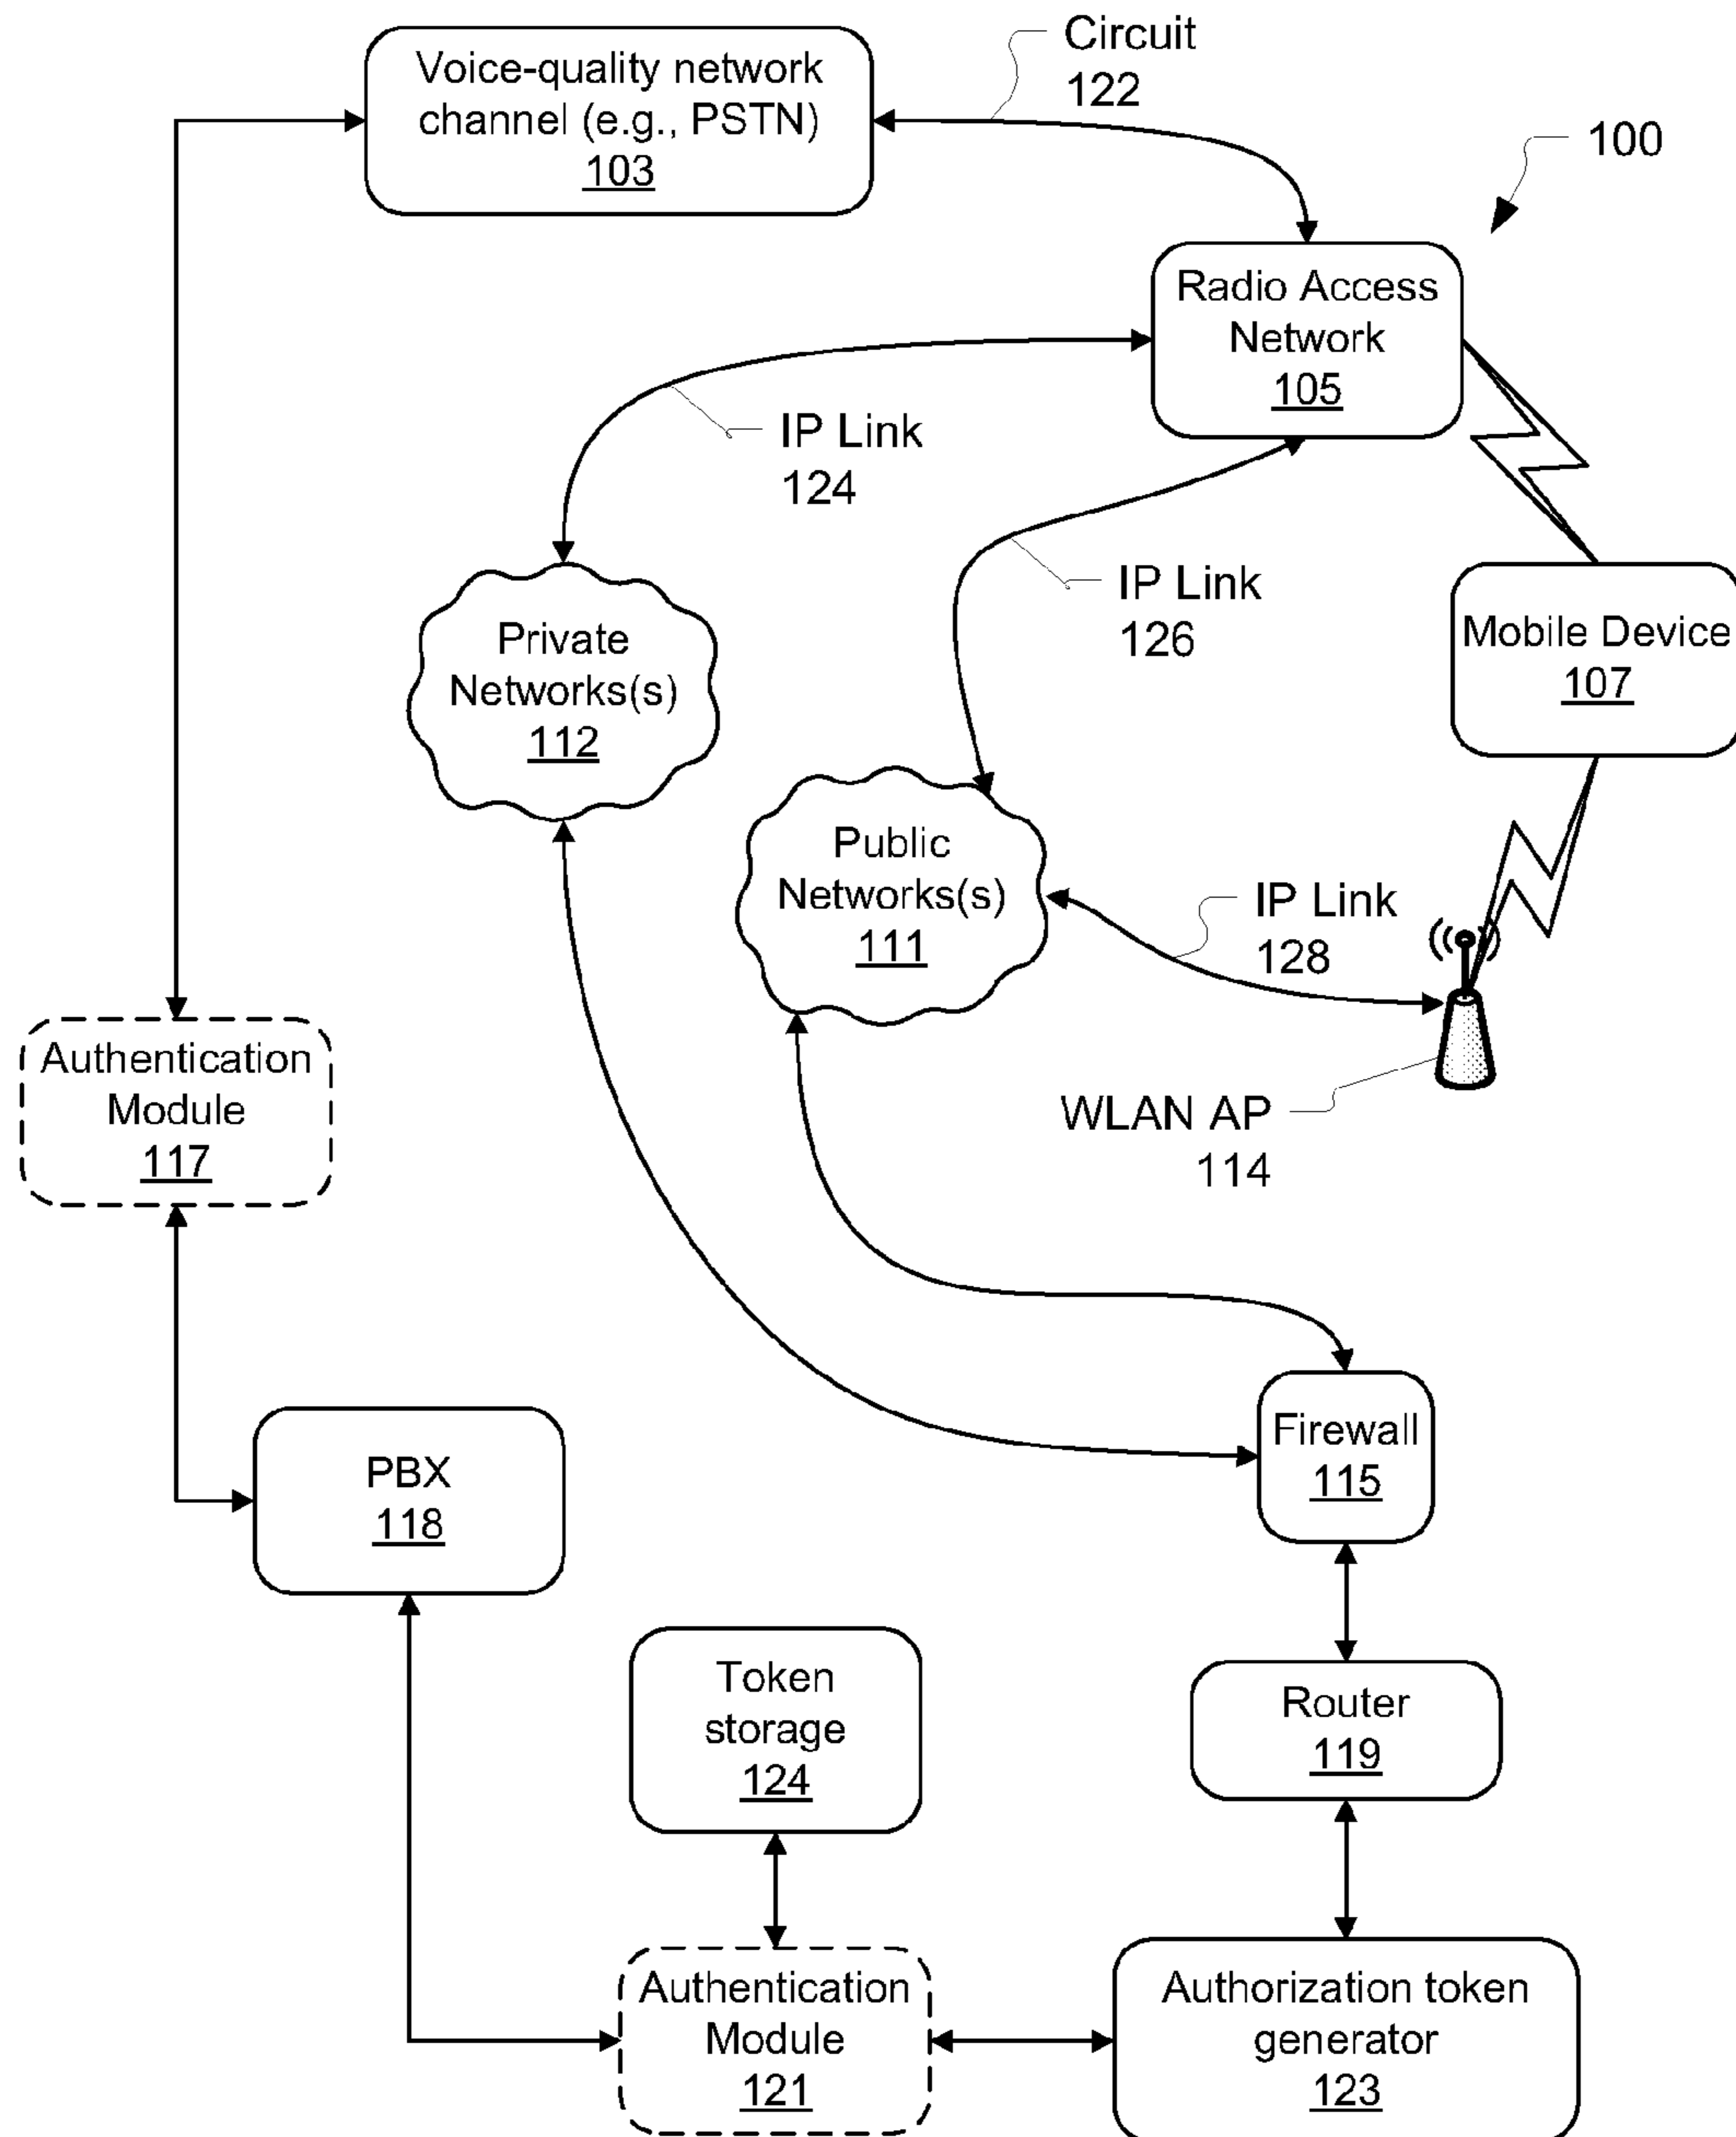 Voice-quality network
channel (e.g., PSTN)
103
Circuit
122
100
Radio Access
Network
105
IP Link
124
IP Link
126
Mobile Device
107
Private
Networks(s)
112
Public
Networks(s)
111
IP Link
128
WLAN AP
114
Authentication
Module
117
Firewall
115
PBX
118
Token
storage
124
Router
119
Authentication
Module
121
Authorization token
generator
123